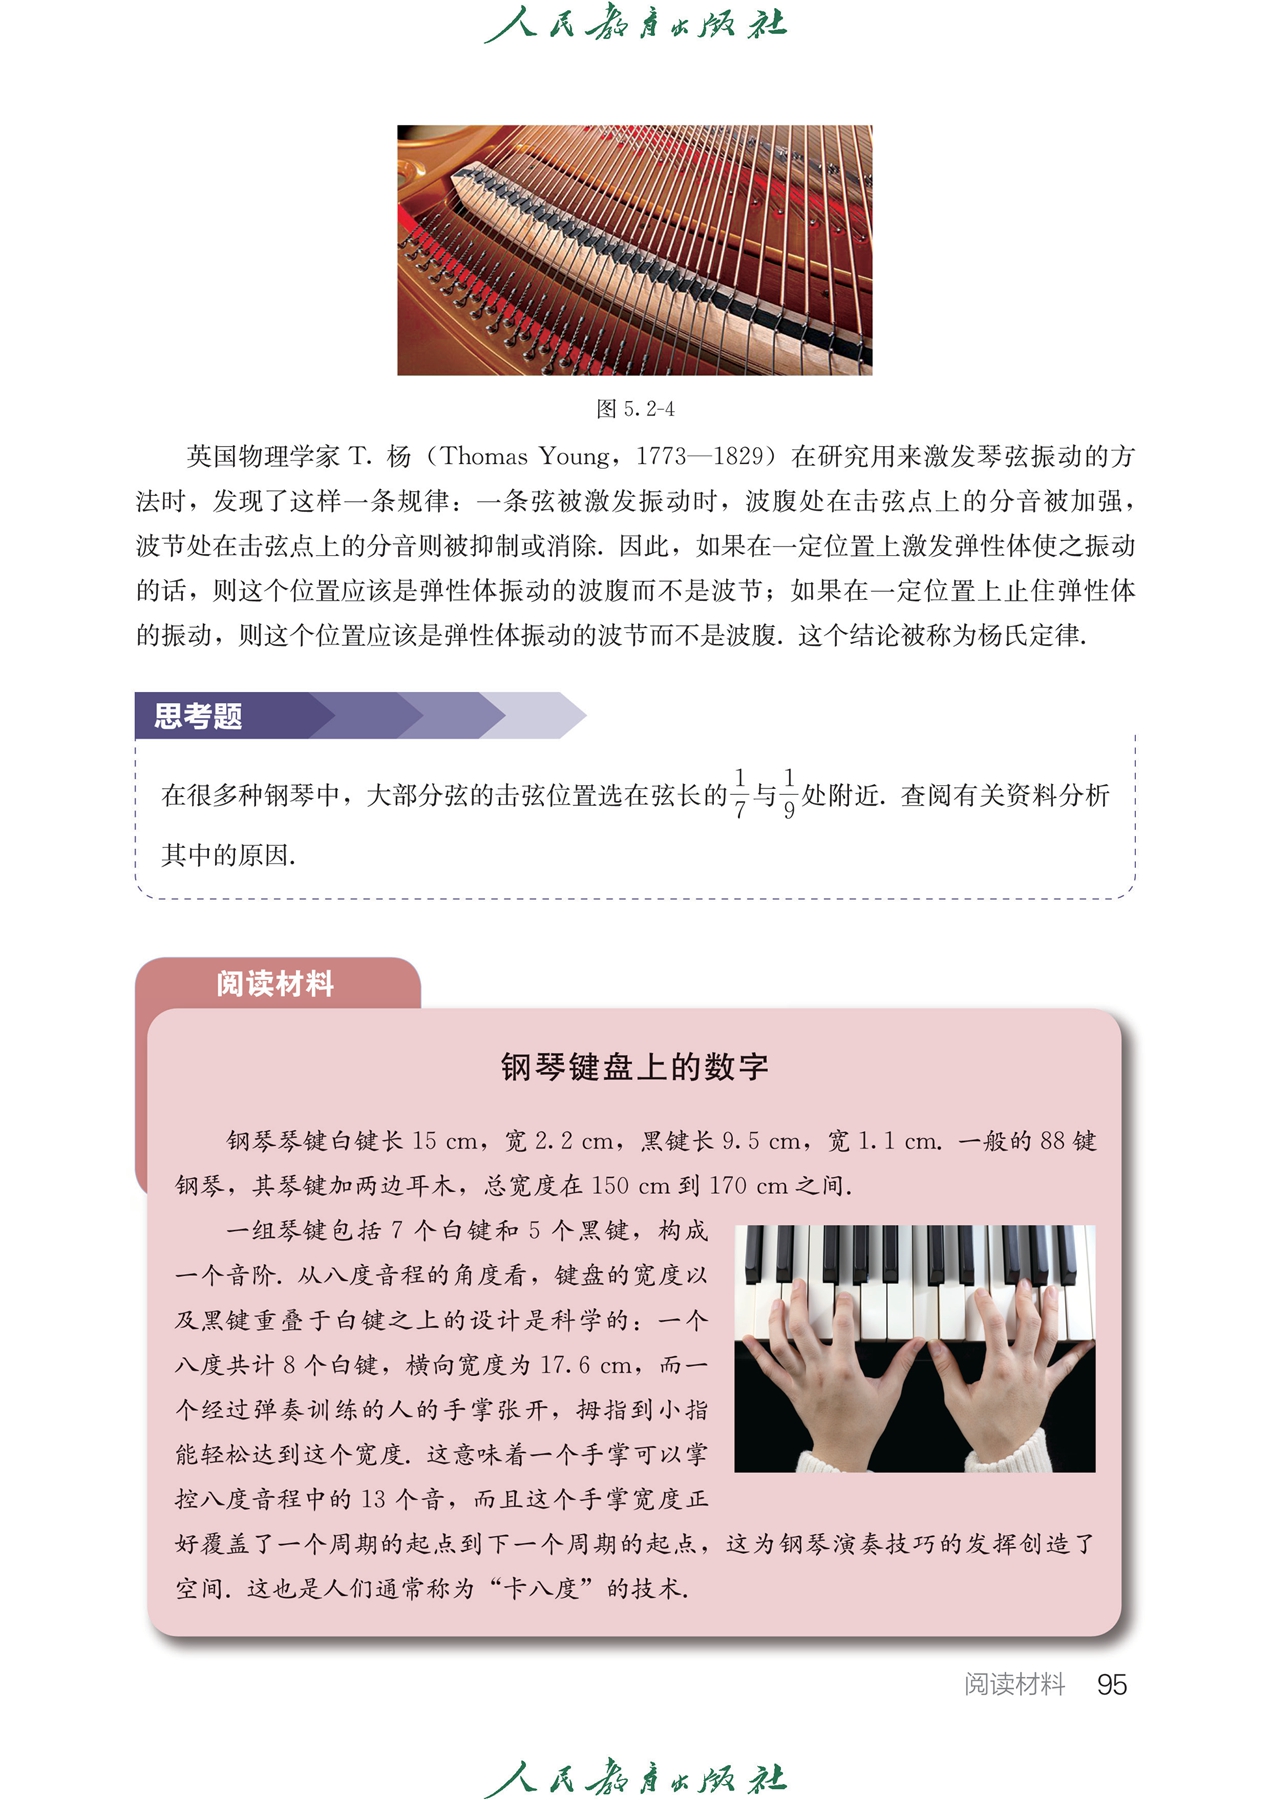 人民教育出版社
图 5.2-4
英国物理学家 T. 杨（Thomas Young，1773—1829）在研究用来激发琴弦振动的方
法时，发现了这样一条规律：一条弦被激发振动时，波腹处在击弦点上的分音被加强，
波节处在击弦点上的分音则被抑制或消除. 因此，如果在一定位置上激发弹性体使之振动
的话，则这个位置应该是弹性体振动的波腹而不是波节；如果在一定位置上止住弹性体
的振动，则这个位置应该是弹性体振动的波节而不是波腹. 这个结论被称为杨氏定律.
思考题
在很多种钢琴中，大部分弦的击弦位置选在弦长的1/7与1/9处附近. 查阅有关资料分析
其中的原因.
阅读材料
钢琴键盘上的数字
钢琴琴键白键长 15 cm，宽 2.2 cm，黑键长 9.5 cm，宽 1.1 cm. 一般的 88 键
钢琴，其琴键加两边耳木，总宽度在 150 cm 到 170 cm 之间.
一组琴键包括 7 个白键和 5 个黑键，构成
一个音阶. 从八度音程的角度看，键盘的宽度以
及黑键重叠于白键之上的设计是科学的：一个
八度共计 8 个白键，横向宽度为 17.6 cm，而一
个经过弹奏训练的人的手掌张开，拇指到小指
能轻松达到这个宽度. 这意味着一个手掌可以掌
控八度音程中的 13 个音，而且这个手掌宽度正
好覆盖了一个周期的起点到下一个周期的起点，这为钢琴演奏技巧的发挥创造了
空间. 这也是人们通常称为“卡八度”的技术.
阅读材料 95
人民教育出版社